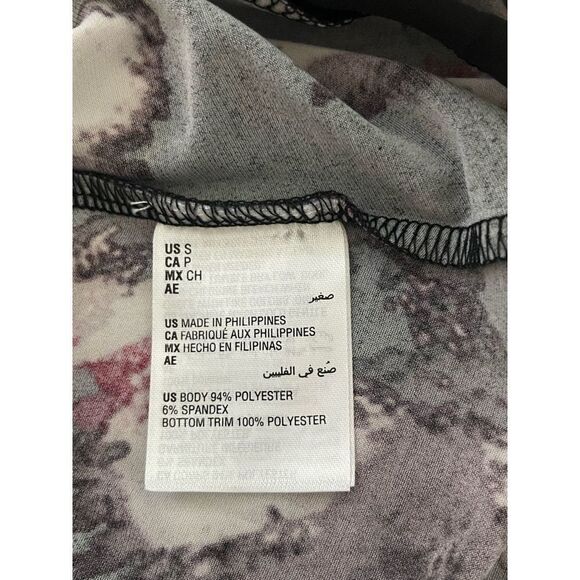 US S
CA P
MX CH
AE
صغير
US MADE IN PHILIPPINES
CA FABRIQUÉ AUX PHILIPPINES
MX HECHO EN FILIPINAS
AE
صُنع في الفلبين
US BODY 94% POLYESTER
6% SPANDEX
BOTTOM TRIM 100% POLYESTER